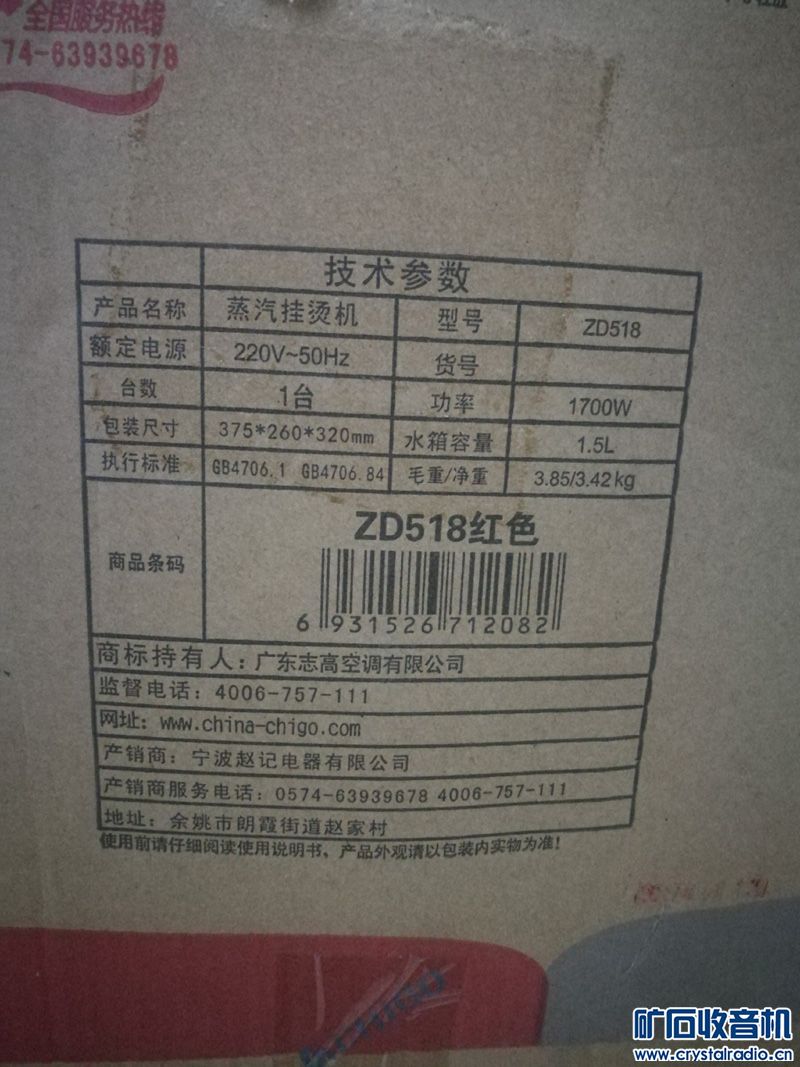 全国服务热线
74-63939678
技术参数
产品名称 蒸汽挂烫机 型号 ZD518
额定电源 220V~50Hz 货号
台数 1台 功率 1700W
包装尺寸 375*260*320mm 水箱容量 1.5L
执行标准 GB4706.1 GB4706.84 毛重/净重 3.85/3.42kg
ZD518红色
商品条码
6 931526 712082
商标持有人：广东志高空调有限公司
监督电话：4006-757-111
网址：www.china-chigo.com
产销商：宁波赵记电器有限公司
产销商服务电话：0574-63939678 4006-757-111
地址：余姚市朗霞街道赵家村
使用前请仔细阅读使用说明书、产品外观请以包装内实物为准！
矿石收音机
www.crystalradio.cn